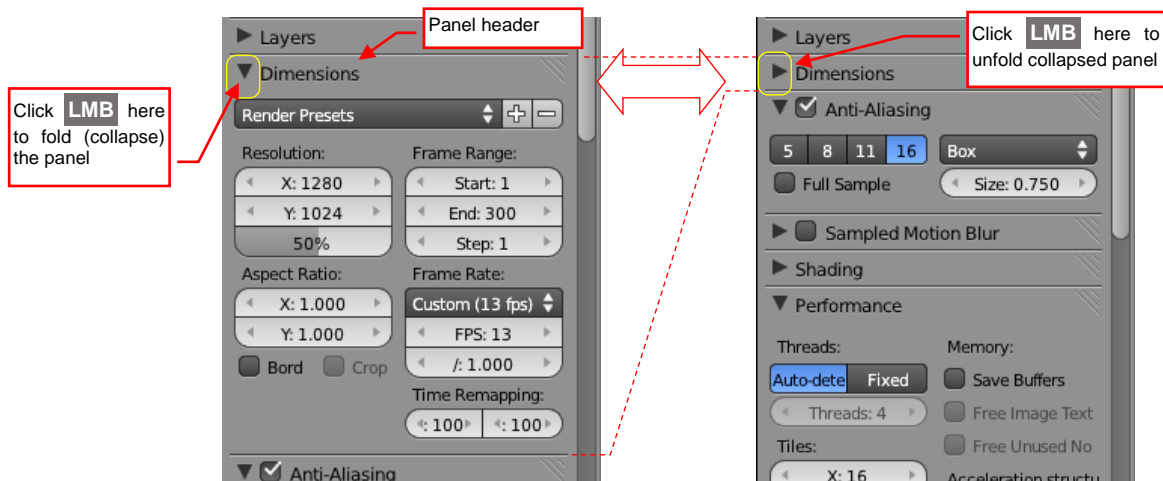 Panel header
Click LMB here
to fold (collapse)
the panel
Layers
Dimensions
Render Presets
Resolution:
Frame Range:
X: 1280
Start: 1
Y: 1024
End: 300
50%
Step: 1
Aspect Ratio:
Frame Rate:
X: 1.000
Custom (13 fps)
Y: 1.000
FPS: 13
Bord
Crop
/: 1.000
Time Remapping:
: 100
: 100
Anti-Aliasing
Click LMB here to
unfold collapsed panel
Layers
Dimensions
Anti-Aliasing
5 8 11 16
Box
Full Sample
Size: 0.750
Sampled Motion Blur
Shading
Performance
Threads:
Memory:
Auto-dete Fixed
Save Buffers
Threads: 4
Free Image Text
Free Unused No
Tiles:
X: 16
Acceleration structu